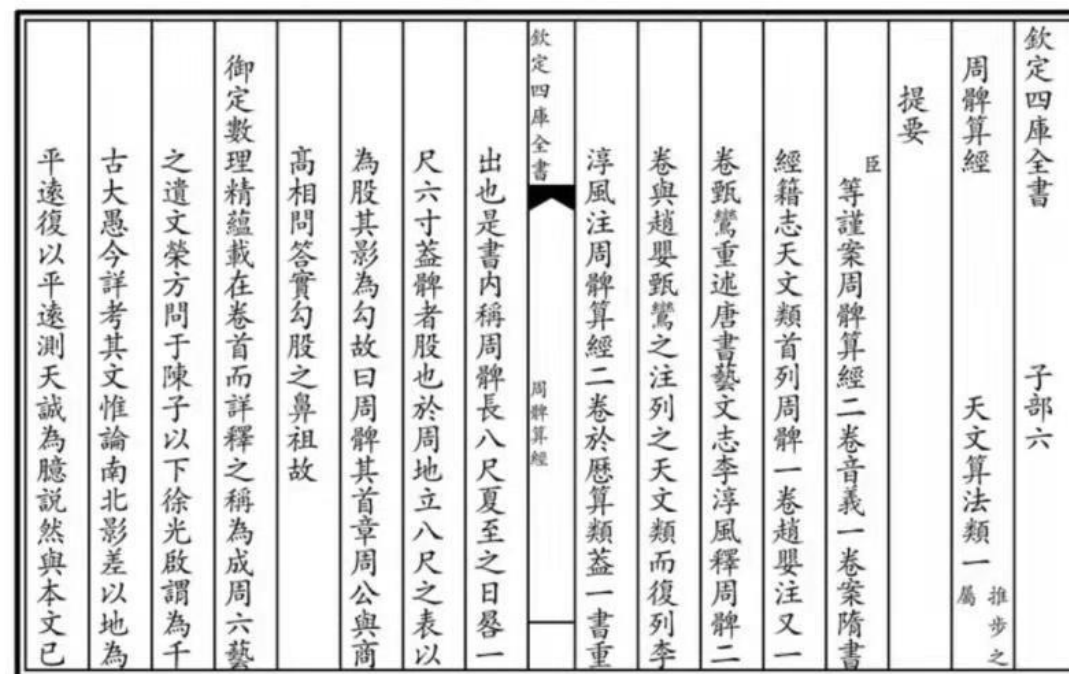 欽定四庫全書 子部六
周髀算經 天文算法類一推步之屬
提要
臣等謹案周髀算經二卷音義一卷案隋書
經籍志天文類首列周髀一卷趙嬰注又一
卷甄鸞重述唐書藝文志李淳風釋周髀二
卷與趙嬰甄鸞之注列之天文類而復列李
淳風注周髀算經二卷於厯算類蓋一書重
欽定四庫全書 周髀算經
出也是書内稱周髀長八尺夏至之日晷一
尺六寸蓋髀者股也於周地立八尺之表以
為股其影為勾故曰周髀其首章周公與商
髙相問答實勾股之鼻祖故
御定數理精蘊載在卷首而詳釋之稱為成周六藝
之遺文榮方問于陳子以下徐光啟謂為千
古大愚今詳考其文惟論南北影差以地為
平逺復以平逺測天誠為臆説然與本文已